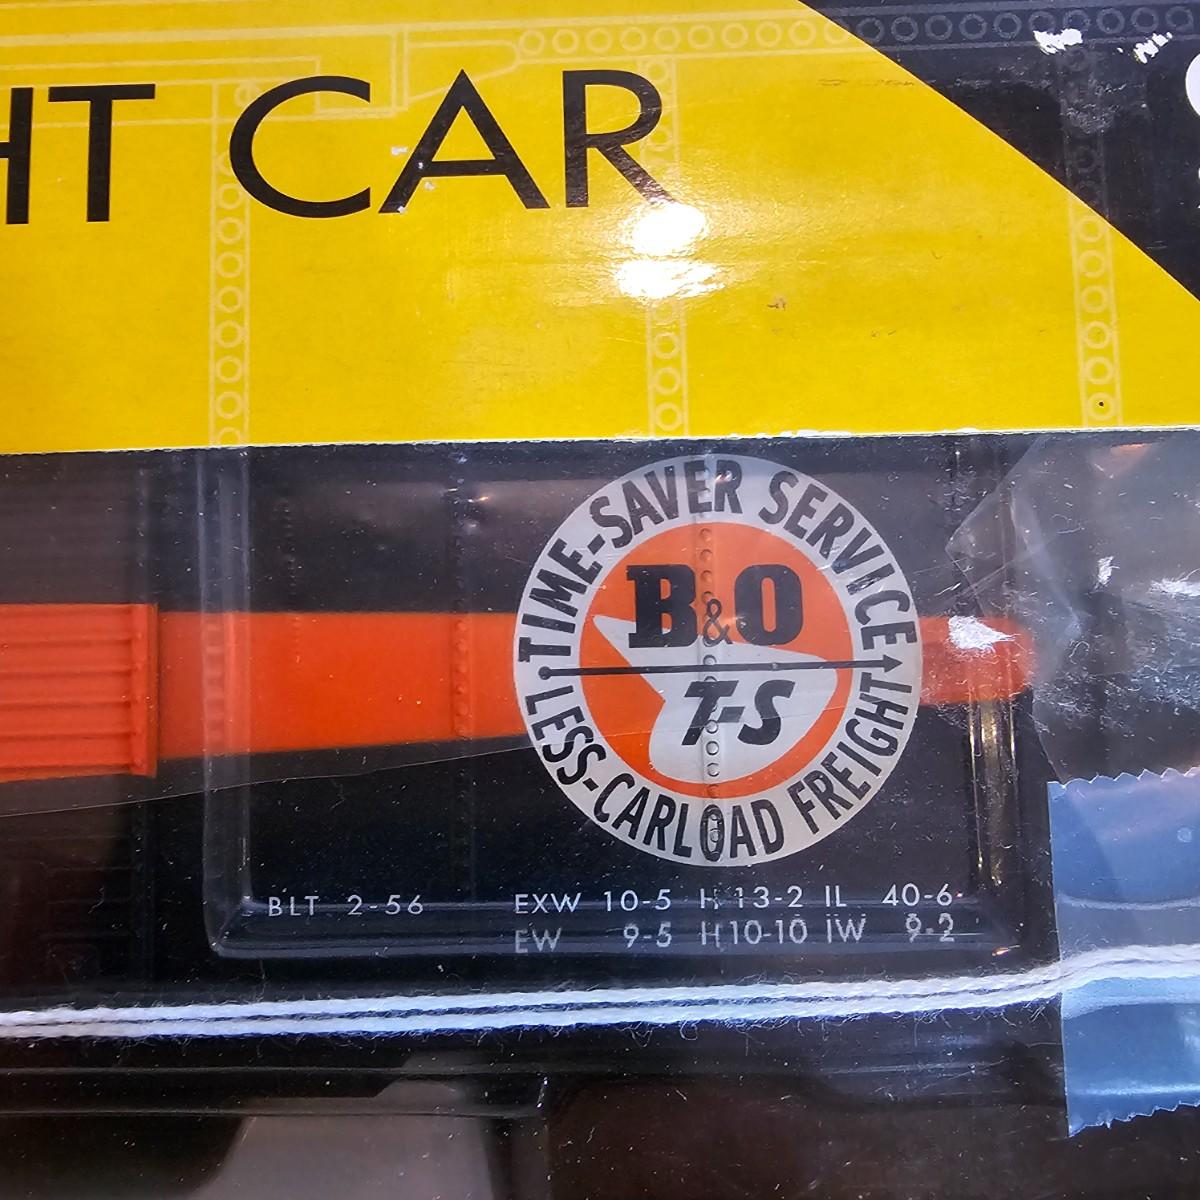 HT CAR
TIME-SAVER SERVICE
B&O
T-S
LESS-CARLOAD FREIGHT
BLT 2-56 EXW 10-5 H 13-2 IL 40-6
EW 9-5 H 10-10 IW 9-2